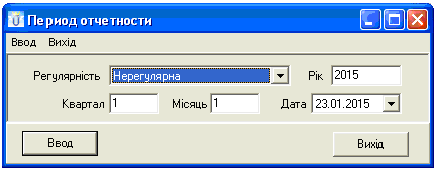 Период отчетности
Ввод Вихід
Регулярність Нерегулярна Рік 2015
Квартал 1 Місяць 1 Дата 23.01.2015
Ввод Вихід